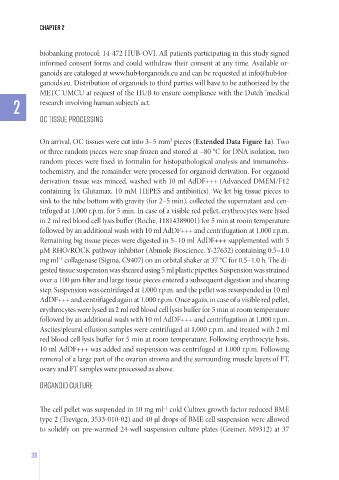 CHAPTER 2
biobanking protocol: 14-472 HUB-OVI. All patients participating in this study signed
informed consent forms and could withdraw their consent at any time. Available or-
ganoids are cataloged at www.hub4organoids.eu and can be requested at info@hub4or-
ganoids.eu. Distribution of organoids to third parties will have to be authorized by the
METC UMCU at request of the HUB to ensure compliance with the Dutch 'medical
research involving human subjects' act.
2
OC TISSUE PROCESSING
On arrival, OC tissues were cut into 3–5 mm³ pieces (Extended Data Figure 1a). Two
or three random pieces were snap frozen and stored at −80 °C for DNA isolation, two
random pieces were fixed in formalin for histopathological analysis and immunohis-
tochemistry, and the remainder were processed for organoid derivation. For organoid
derivation: tissue was minced, washed with 10 ml AdDF+++ (Advanced DMEM/F12
containing 1x Glutamax, 10 mM HEPES and antibiotics). We let big tissue pieces to
sink to the tube bottom with gravity (for 2–5 min), collected the supernatant and cen-
trifuged at 1,000 r.p.m. for 5 min. In case of a visible red pellet, erythrocytes were lysed
in 2 ml red blood cell lysis buffer (Roche, 11814389001) for 5 min at room temperature
followed by an additional wash with 10 ml AdDF+++ and centrifugation at 1,000 r.p.m.
Remaining big tissue pieces were digested in 5–10 ml AdDF+++ supplemented with 5
µM RHO/ROCK pathway inhibitor (Abmole Bioscience, Y-27632) containing 0.5–1.0
mg ml⁻¹ collagenase (Sigma, C9407) on an orbital shaker at 37 °C for 0.5–1.0 h. The di-
gested tissue suspension was sheared using 5 ml plastic pipettes. Suspension was strained
over a 100 µm filter and large tissue pieces entered a subsequent digestion and shearing
step. Suspension was centrifuged at 1,000 r.p.m. and the pellet was resuspended in 10 ml
AdDF+++ and centrifuged again at 1,000 r.p.m. Once again, in case of a visible red pellet,
erythrocytes were lysed in 2 ml red blood cell lysis buffer for 5 min at room temperature
followed by an additional wash with 10 ml AdDF+++ and centrifugation at 1,000 r.p.m.
Ascites/pleural effusion samples were centrifuged at 1,000 r.p.m. and treated with 2 ml
red blood cell lysis buffer for 5 min at room temperature. Following erythrocyte lysis,
10 ml AdDF+++ was added and suspension was centrifuged at 1,000 r.p.m. Following
removal of a large part of the ovarian stroma and the surrounding muscle layers of FT,
ovary and FT samples were processed as above.
ORGANOID CULTURE
The cell pellet was suspended in 10 mg ml⁻¹ cold Cultrex growth factor reduced BME
type 2 (Trevigen, 3533-010-02) and 40 µl drops of BME cell suspension were allowed
to solidify on pre-warmed 24-well suspension culture plates (Greiner, M9312) at 37
36